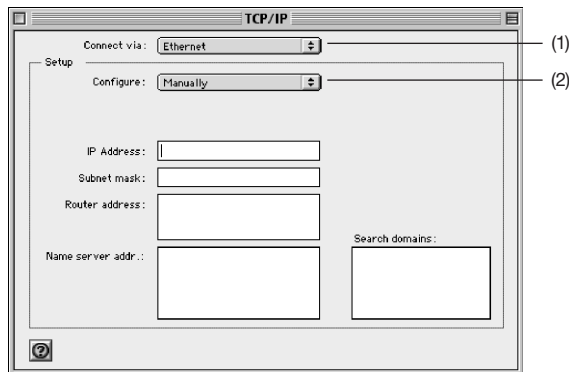 TCP/IP
Connect via: Ethernet (1)
Setup
Configure: Manually (2)
IP Address:
Subnet mask:
Router address:
Search domains:
Name server addr.:
?